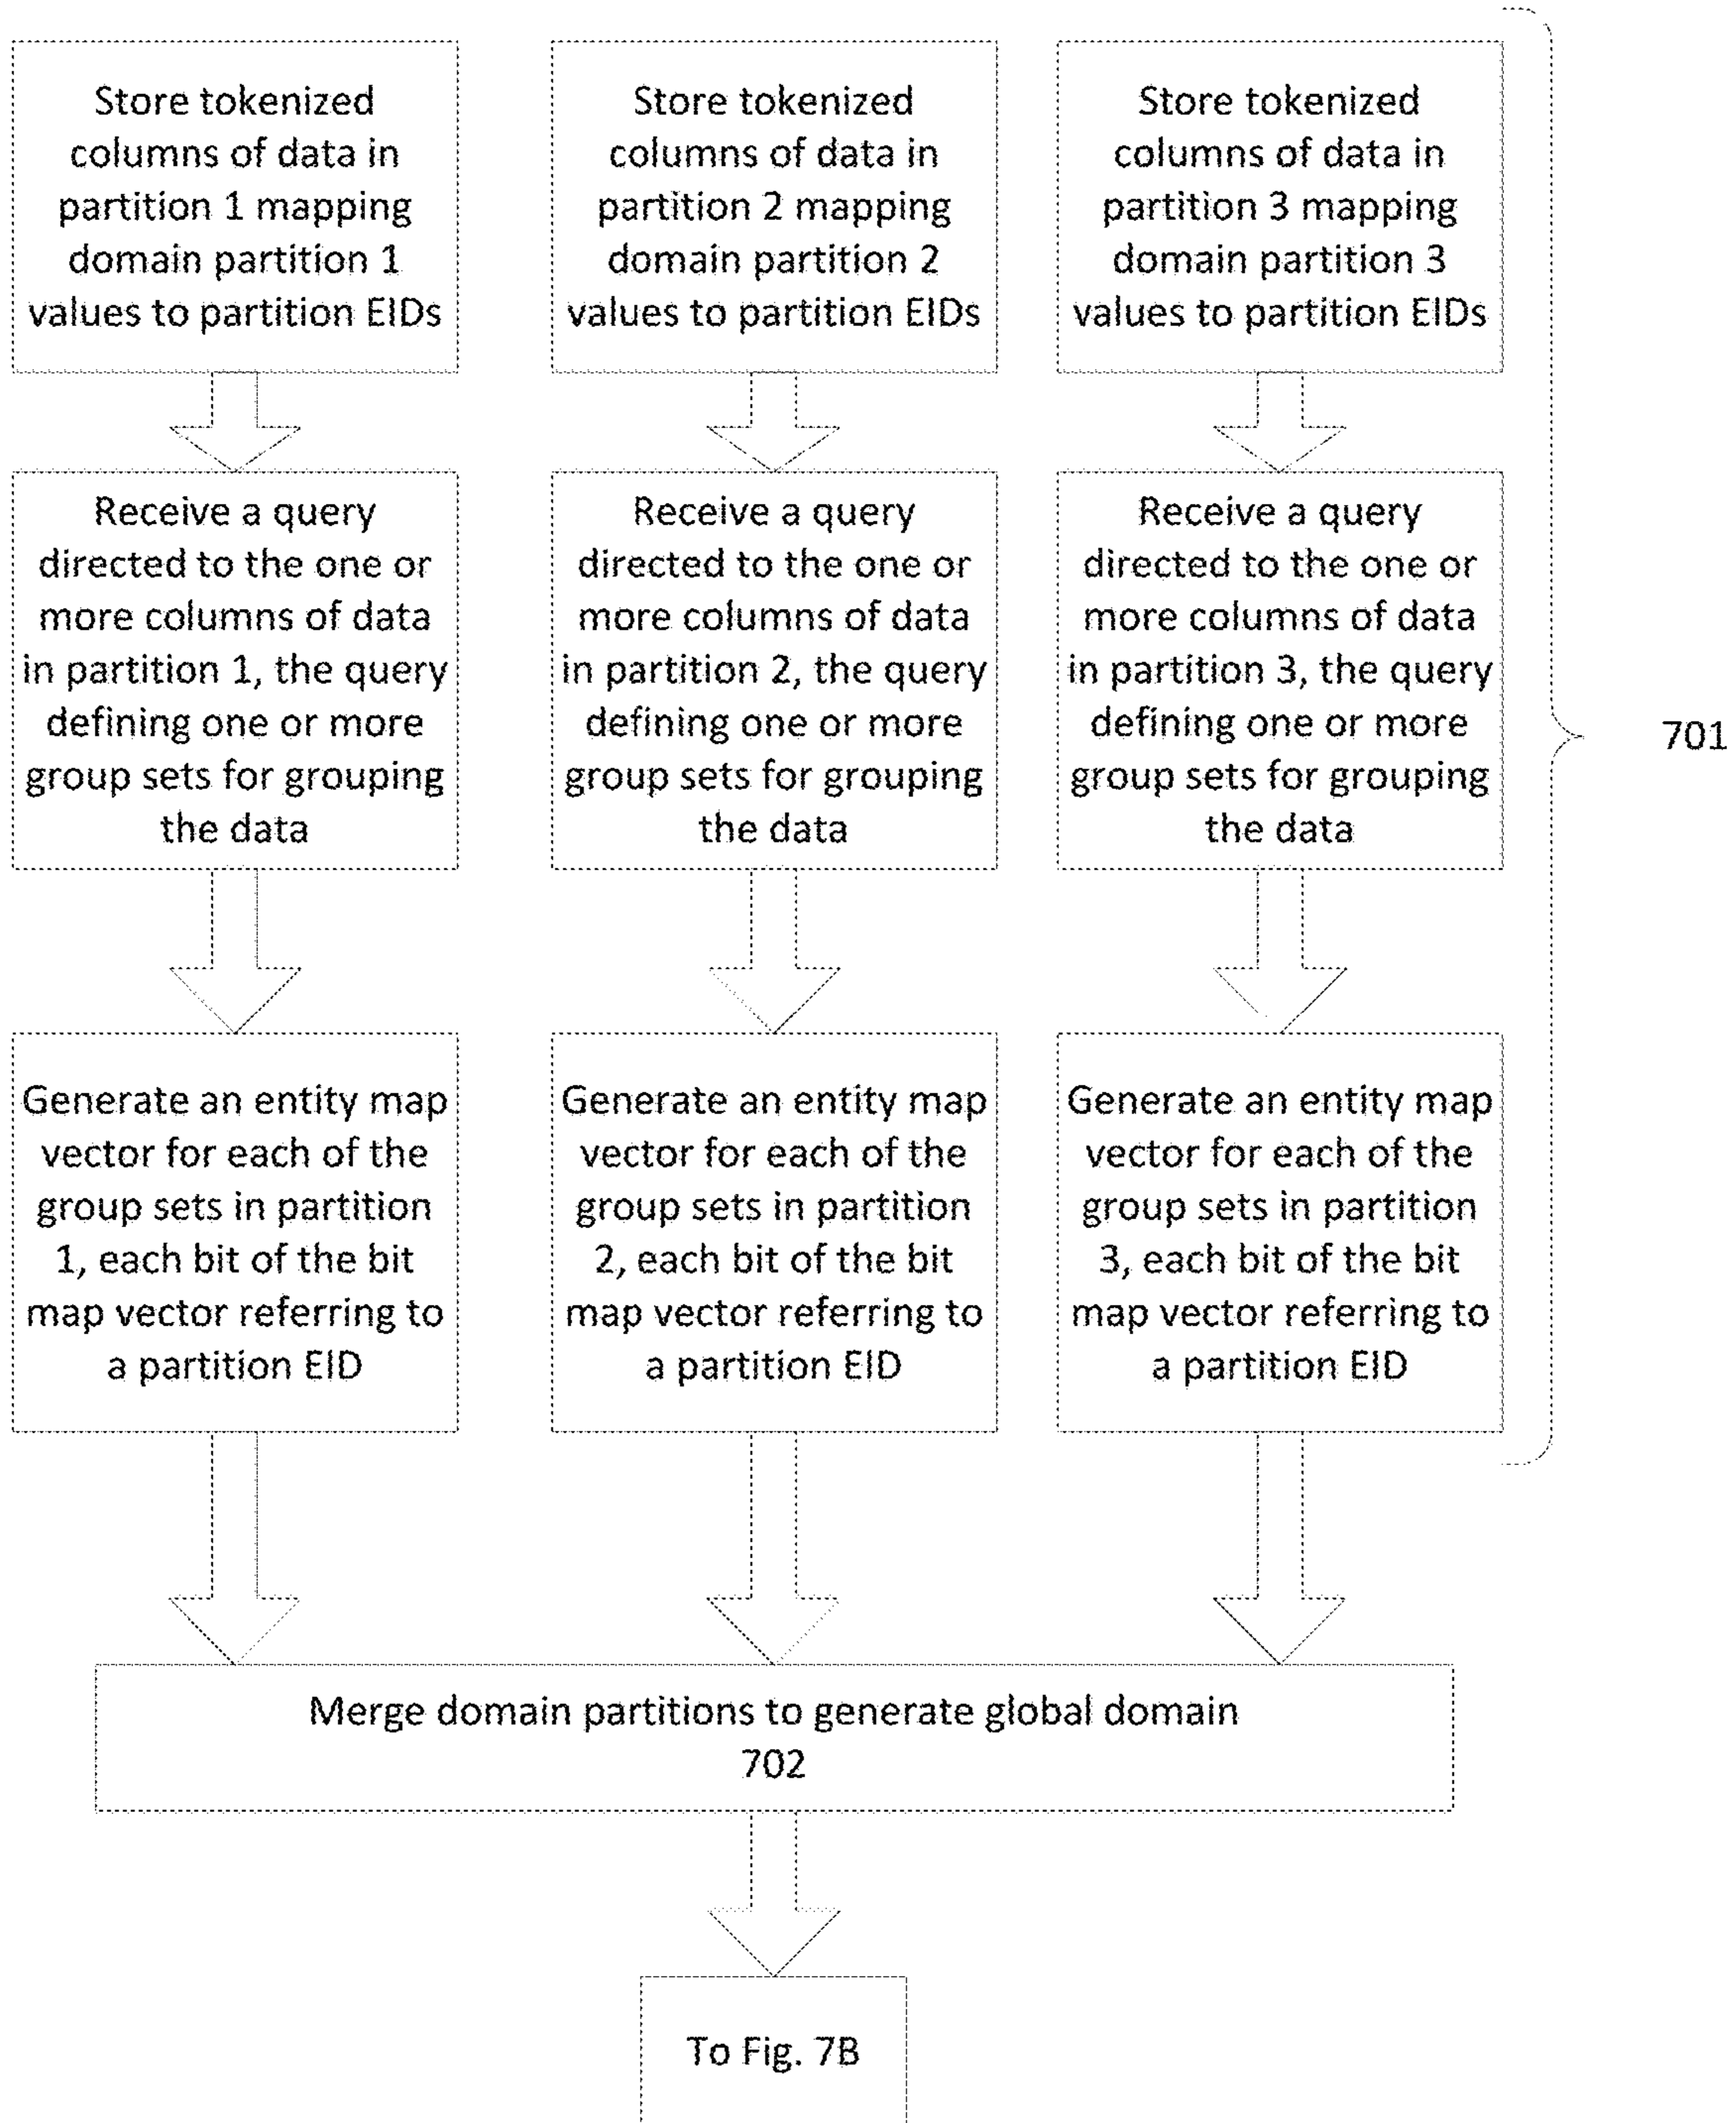 Store tokenized
columns of data in
partition 1 mapping
domain partition 1
values to partition EIDs
Store tokenized
columns of data in
partition 2 mapping
domain partition 2
values to partition EIDs
Store tokenized
columns of data in
partition 3 mapping
domain partition 3
values to partition EIDs
Receive a query
directed to the one or
more columns of data
in partition 1, the query
defining one or more
group sets for grouping
the data
Receive a query
directed to the one or
more columns of data
in partition 2, the query
defining one or more
group sets for grouping
the data
Receive a query
directed to the one or
more columns of data
in partition 3, the query
defining one or more
group sets for grouping
the data
701
Generate an entity map
vector for each of the
group sets in partition
1, each bit of the bit
map vector referring to
a partition EID
Generate an entity map
vector for each of the
group sets in partition
2, each bit of the bit
map vector referring to
a partition EID
Generate an entity map
vector for each of the
group sets in partition
3, each bit of the bit
map vector referring to
a partition EID
Merge domain partitions to generate global domain
702
To Fig. 7B